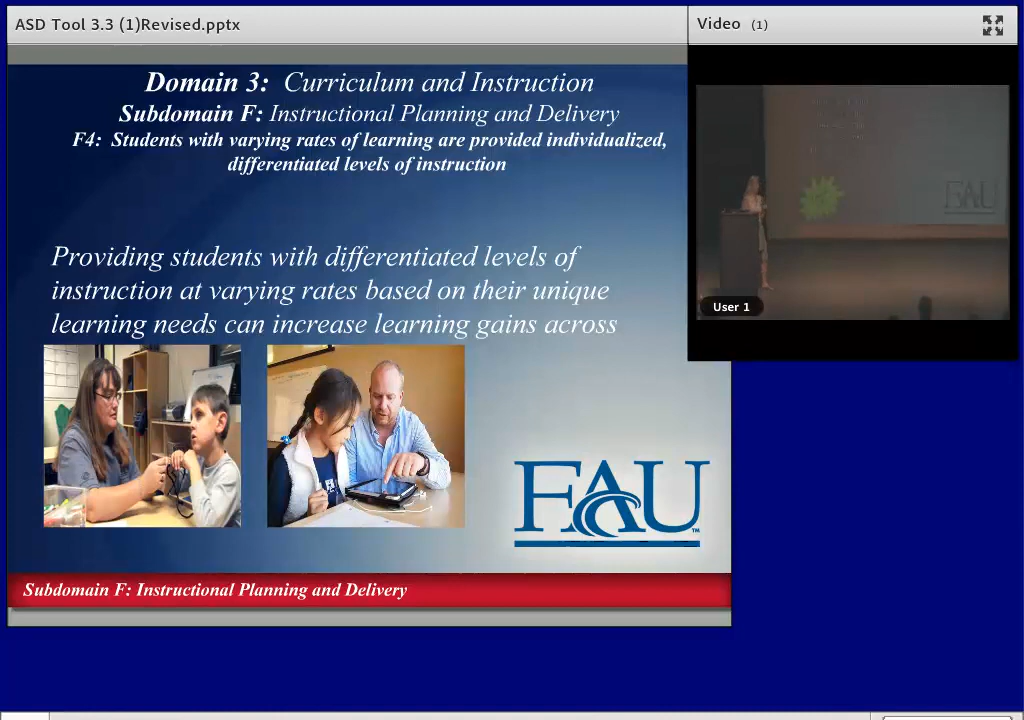 ASD Tool 3.3 (1)Revised.pptx
Video (1)
Domain 3: Curriculum and Instruction
Subdomain F: Instructional Planning and Delivery
F4: Students with varying rates of learning are provided individualized,
differentiated levels of instruction
Providing students with differentiated levels of
instruction at varying rates based on their unique
learning needs can increase learning gains across
FAU
User 1
FAU™
Subdomain F: Instructional Planning and Delivery